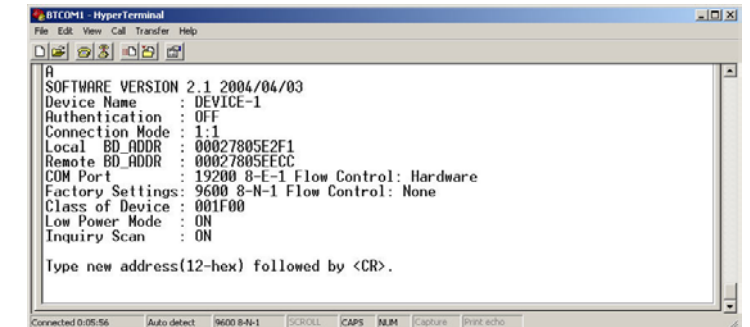 BTCOM1 - HyperTerminal
File Edit View Call Transfer Help
A
SOFTWARE VERSION 2.1 2004/04/03
Device Name : DEVICE-1
Authentication : OFF
Connection Mode : 1:1
Local BD_ADDR : 00027805E2F1
Remote BD_ADDR : 00027805EECC
COM Port : 19200 8-E-1 Flow Control: Hardware
Factory Settings: 9600 8-N-1 Flow Control: None
Class of Device : 001F00
Low Power Mode : ON
Inquiry Scan : ON
Type new address(12-hex) followed by <CR>.
Connected 0:05:56 Auto detect 9600 8-N-1 SCROLL CAPS NUM Capture Print echo